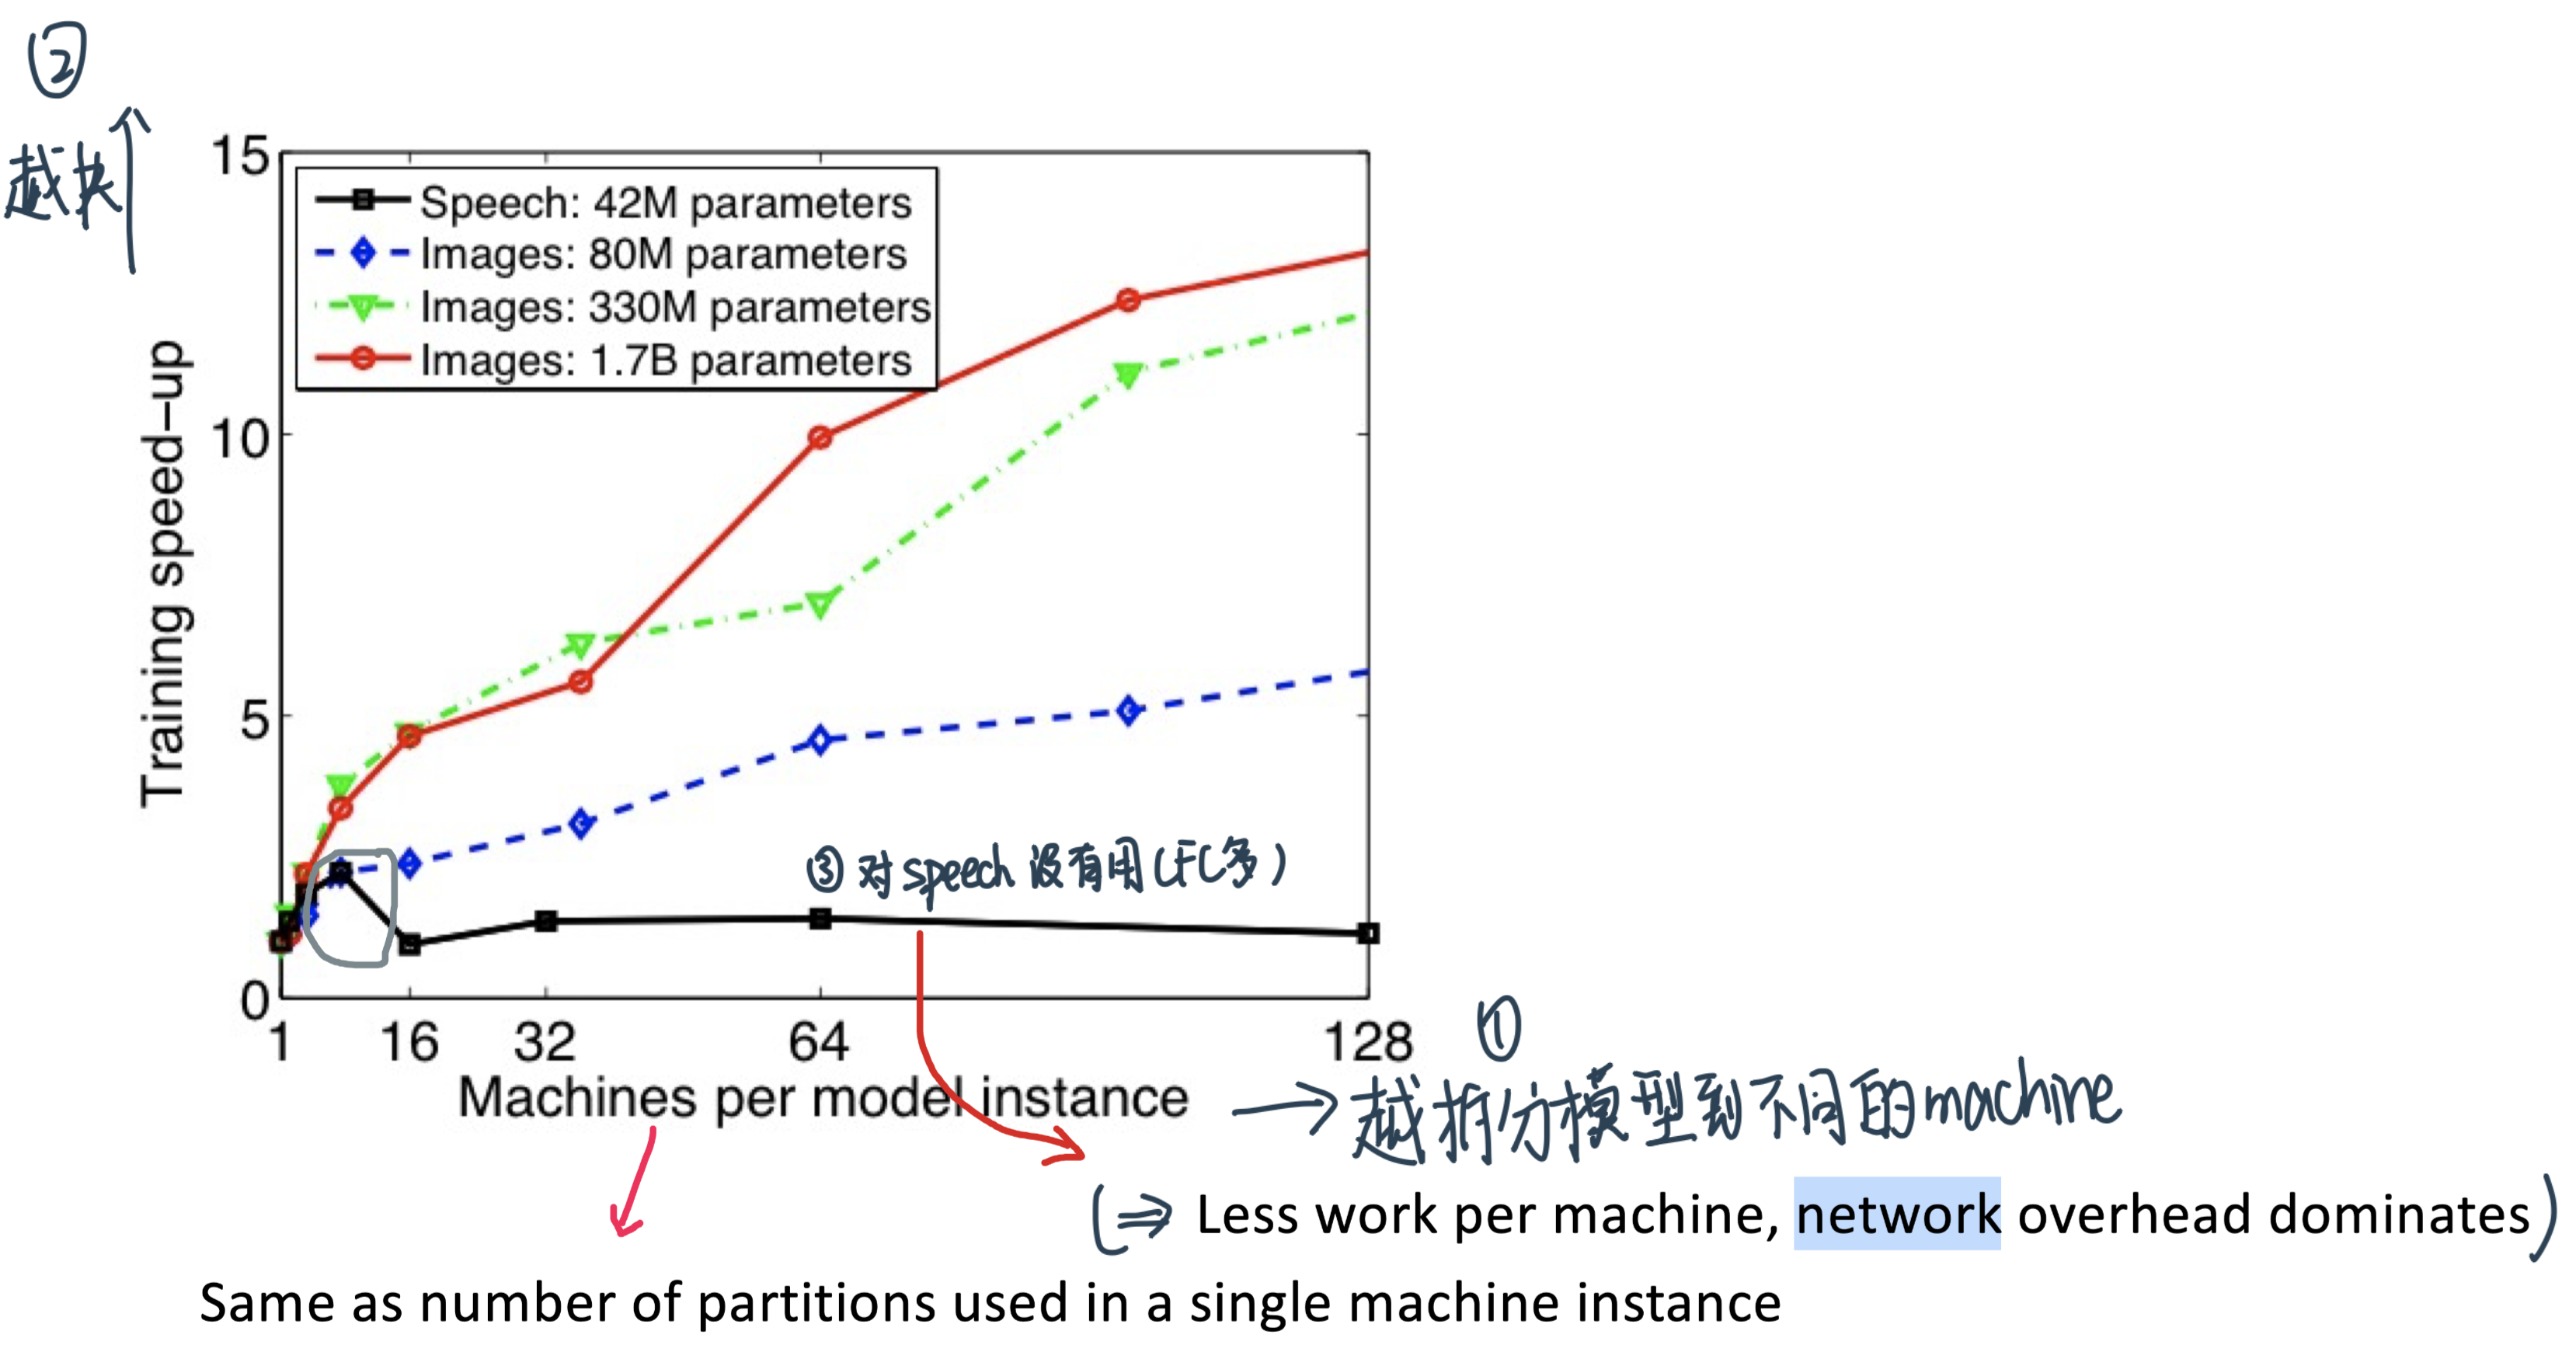 ②
越快
15
Speech: 42M parameters
Images: 80M parameters
Images: 330M parameters
Images: 1.7B parameters
10
5
0
Training speed-up
③ 对 speech 没有用 (FC多)
1 16 32 64 128
Machines per model instance
①
→ 越拆分模型到不同的machine
(⇒ Less work per machine, network overhead dominates)
Same as number of partitions used in a single machine instance